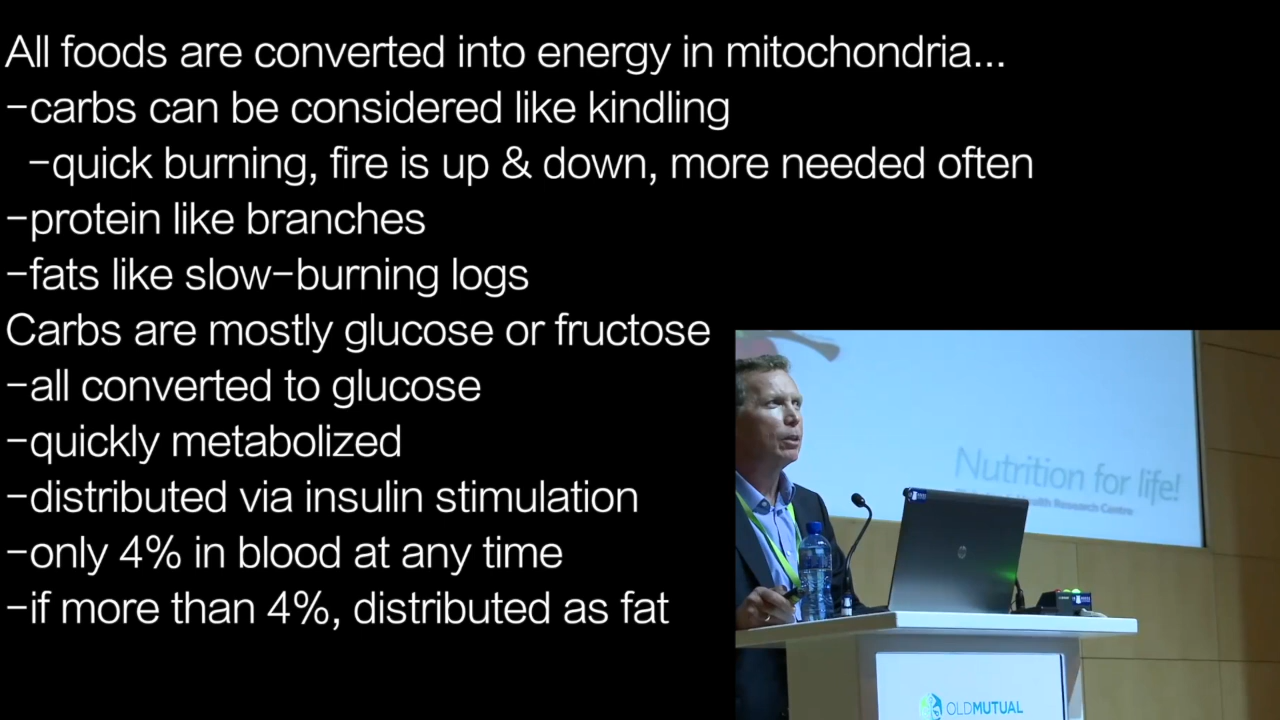 All foods are converted into energy in mitochondria...
-carbs can be considered like kindling
-quick burning, fire is up & down, more needed often
-protein like branches
-fats like slow-burning logs
Carbs are mostly glucose or fructose
-all converted to glucose
-quickly metabolized
-distributed via insulin stimulation
-only 4% in blood at any time
-if more than 4%, distributed as fat
Nutrition for life!
Health Research Centre
OLDMUTUAL